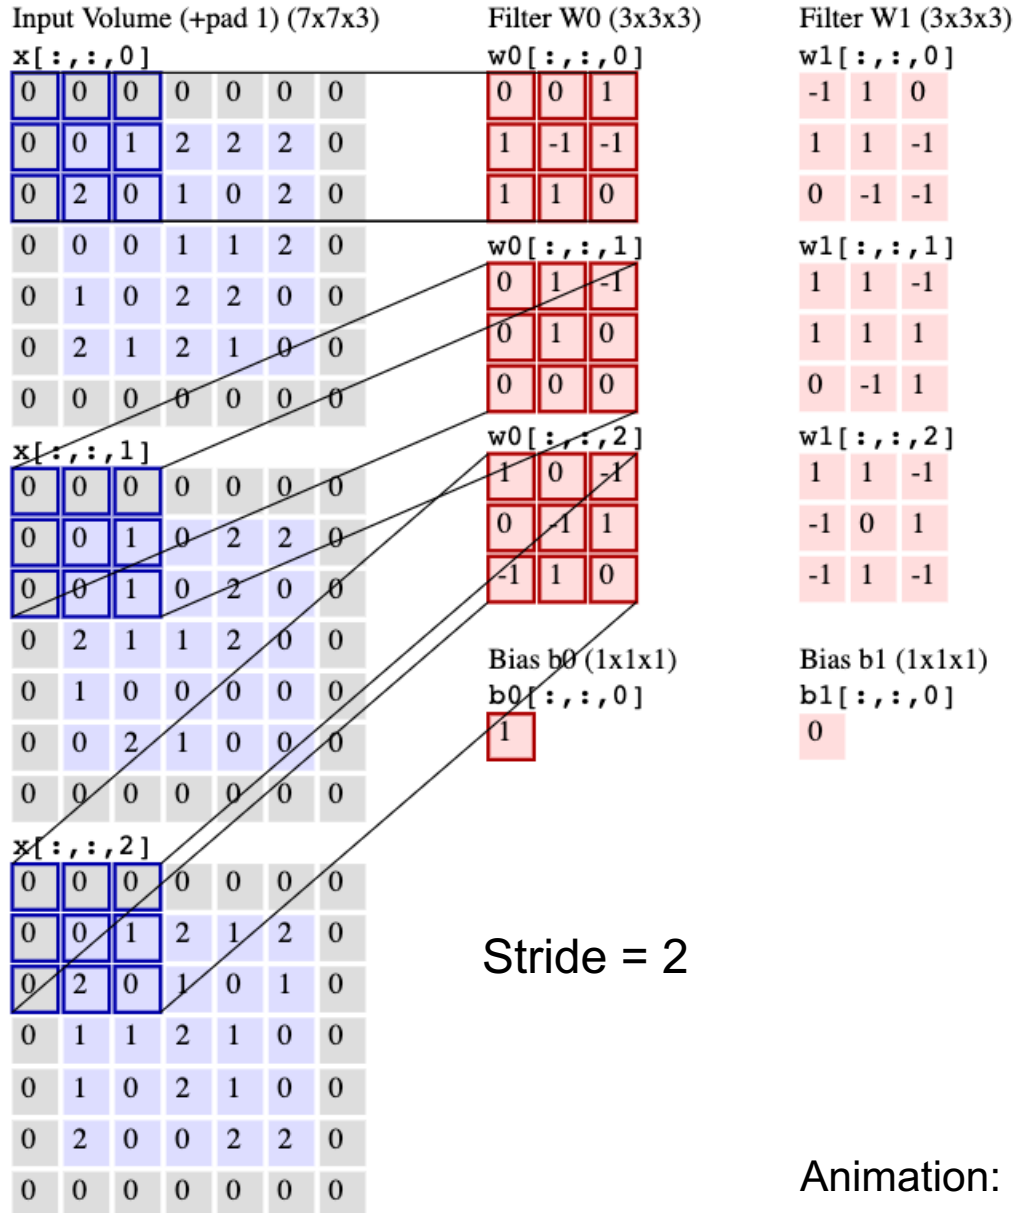 Input Volume (+pad 1) (7x7x3)
x[:,:,0]
0 0 0 0 0 0 0
0 0 1 2 2 2 0
0 2 0 1 0 2 0
0 0 0 1 1 2 0
0 1 0 2 2 0 0
0 2 1 2 1 0 0
0 0 0 0 0 0 0
x[:,:,1]
0 0 0 0 0 0 0
0 0 1 0 2 2 0
0 0 1 0 2 0 0
0 2 1 1 2 0 0
0 1 0 0 0 0 0
0 0 2 1 0 0 0
0 0 0 0 0 0 0
x[:,:,2]
0 0 0 0 0 0 0
0 0 1 2 1 2 0
0 2 0 1 0 1 0
0 1 1 2 1 0 0
0 1 0 2 1 0 0
0 2 0 0 2 2 0
0 0 0 0 0 0 0
Filter W0 (3x3x3)
w0[:,:,0]
0 0 1
1 -1 -1
1 1 0
w0[:,:,1]
0 1 -1
0 1 0
0 0 0
w0[:,:,2]
1 0 -1
0 -1 1
-1 1 0
Bias b0 (1x1x1)
b0[:,:,0]
1
Filter W1 (3x3x3)
w1[:,:,0]
-1 1 0
1 1 -1
0 -1 -1
w1[:,:,1]
1 1 -1
1 1 1
0 -1 1
w1[:,:,2]
1 1 -1
-1 0 1
-1 1 -1
Bias b1 (1x1x1)
b1[:,:,0]
0
Stride = 2
Animation: